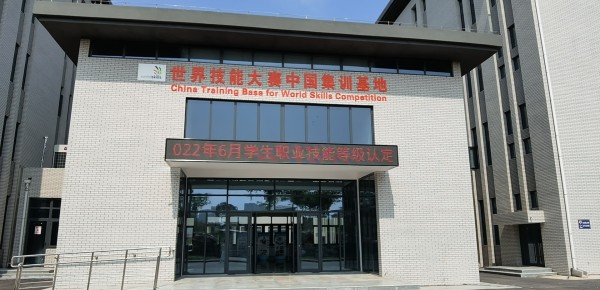 世界技能大赛中国集训基地
China Training Base for World Skills Competition
022年6月学生职业技能等级认定